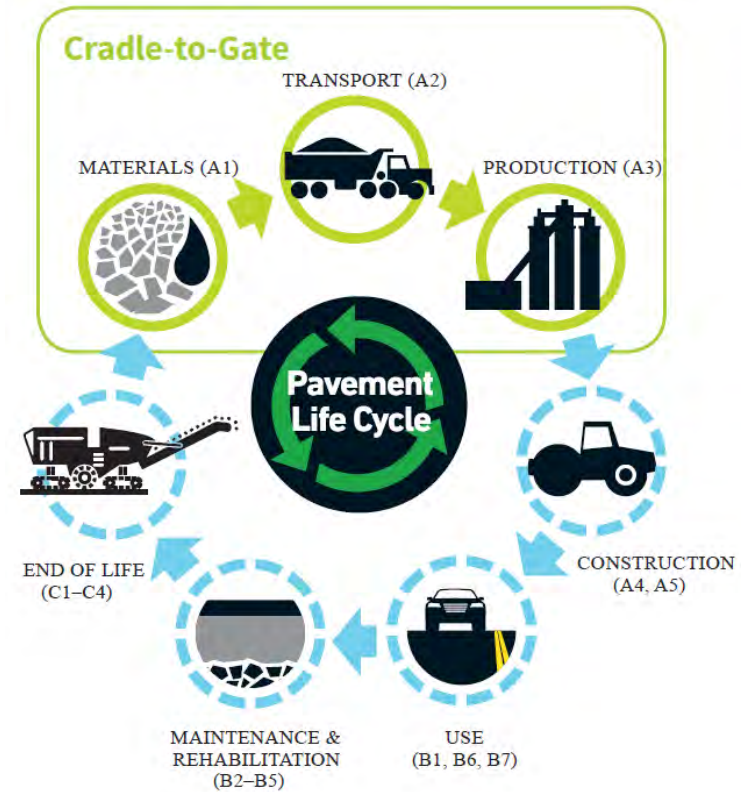 Cradle-to-Gate
TRANSPORT (A2)
MATERIALS (A1)
PRODUCTION (A3)
Pavement
Life Cycle
CONSTRUCTION
(A4, A5)
USE
(B1, B6, B7)
MAINTENANCE &
REHABILITATION
(B2–B5)
END OF LIFE
(C1–C4)